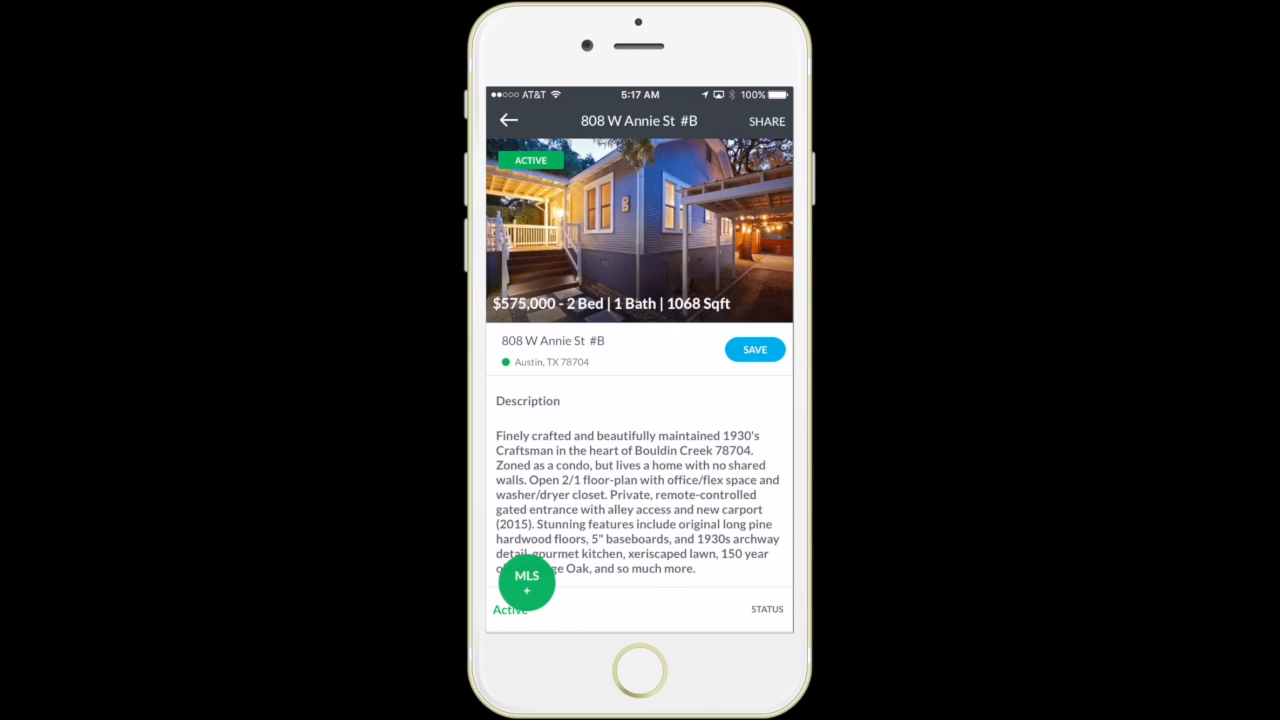 AT&T
5:17 AM
100%
808 W Annie St #B
SHARE
ACTIVE
$575,000 - 2 Bed | 1 Bath | 1068 Sqft
808 W Annie St #B
Austin, TX 78704
SAVE
Description
Finely crafted and beautifully maintained 1930's
Craftsman in the heart of Bouldin Creek 78704.
Zoned as a condo, but lives a home with no shared
walls. Open 2/1 floor-plan with office/flex space and
washer/dryer closet. Private, remote-controlled
gated entrance with alley access and new carport
(2015). Stunning features include original long pine
hardwood floors, 5" baseboards, and 1930s archway
detail, gourmet kitchen, xeriscaped lawn, 150 year
Oak, and so much more.
MLS
+
Active
STATUS